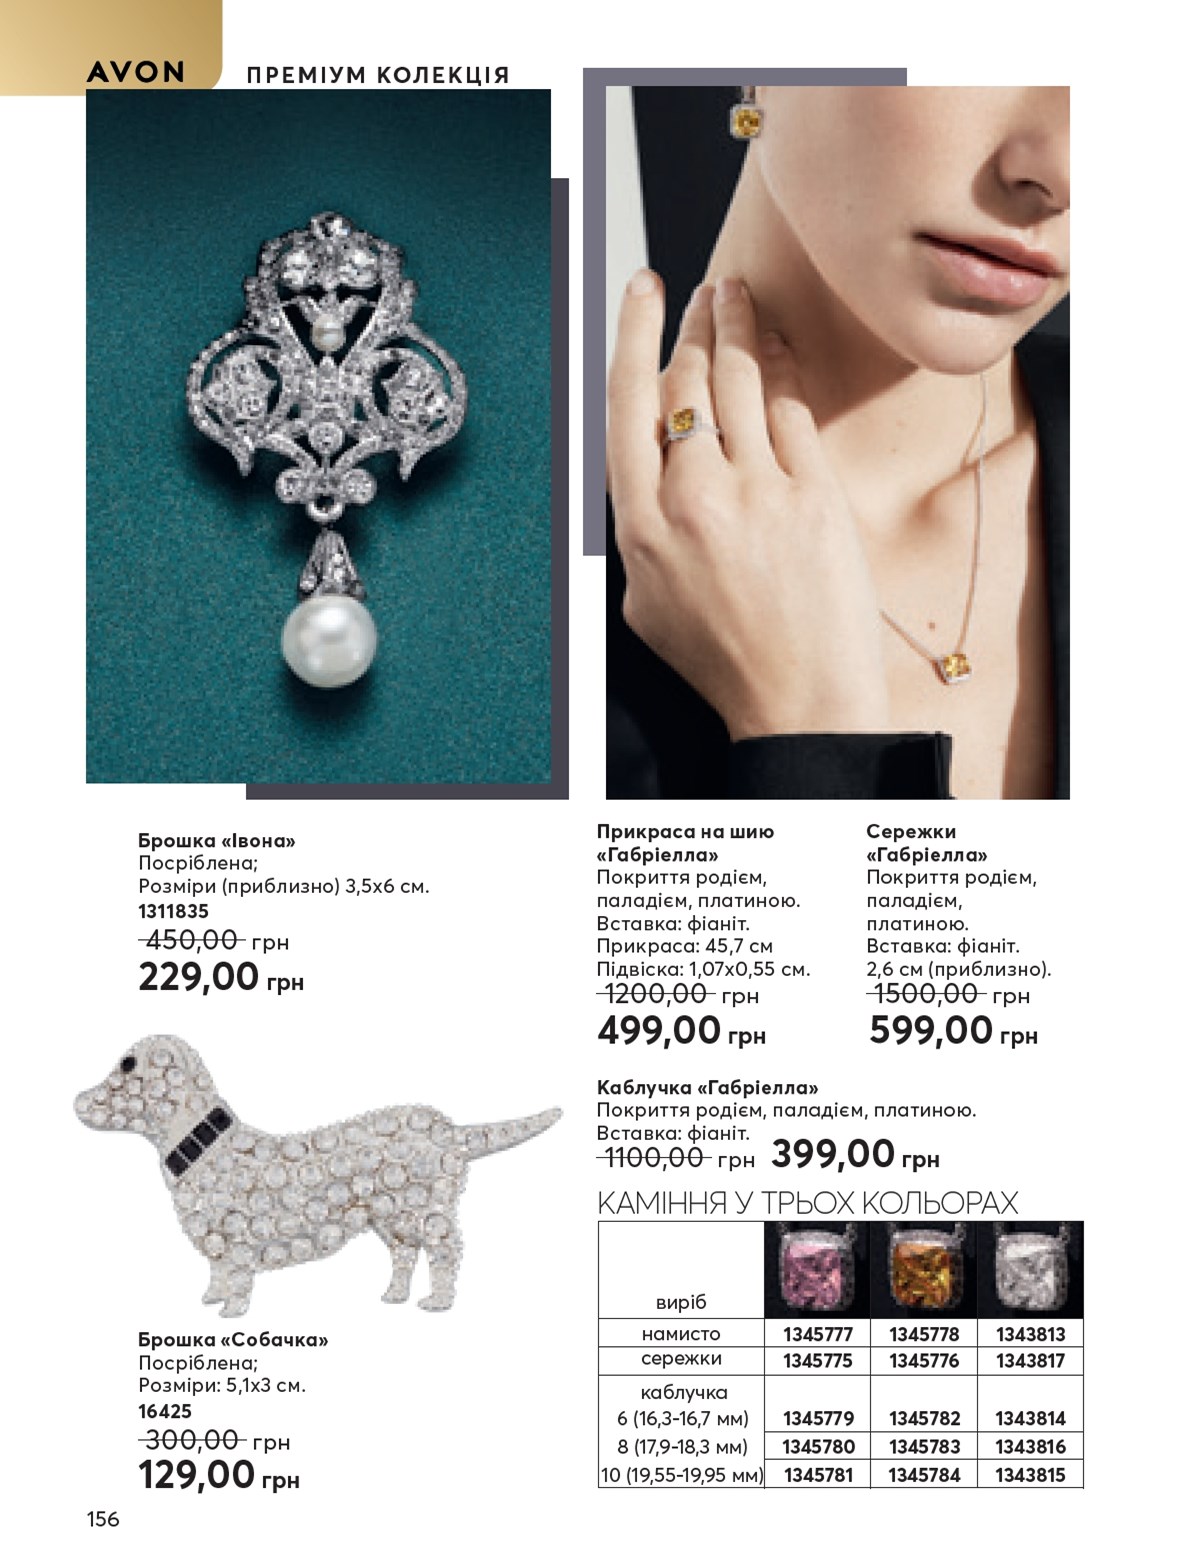 AVON
ПРЕМІУМ КОЛЕКЦІЯ
Брошка «Івона»
Посріблена;
Розміри (приблизно) 3,5х6 см.
1311835
450,00 грн
229,00 грн
Прикраса на шию
«Габріелла»
Покриття родієм,
паладієм, платиною.
Вставка: фіаніт.
Прикраса: 45,7 см
Підвіска: 1,07х0,55 см.
1200,00 грн
499,00 грн
Сережки
«Габріелла»
Покриття родієм,
паладієм,
платиною.
Вставка: фіаніт.
2,6 см (приблизно).
1500,00 грн
599,00 грн
Каблучка «Габріелла»
Покриття родієм, паладієм, платиною.
Вставка: фіаніт.
1100,00 грн 399,00 грн
КАМІННЯ У ТРЬОХ КОЛЬОРАХ
виріб
намисто 1345777 1345778 1343813
сережки 1345775 1345776 1343817
каблучка
6 (16,3-16,7 мм) 1345779 1345782 1343814
8 (17,9-18,3 мм) 1345780 1345783 1343816
10 (19,55-19,95 мм) 1345781 1345784 1343815
Брошка «Собачка»
Посріблена;
Розміри: 5,1х3 см.
16425
300,00 грн
129,00 грн
156